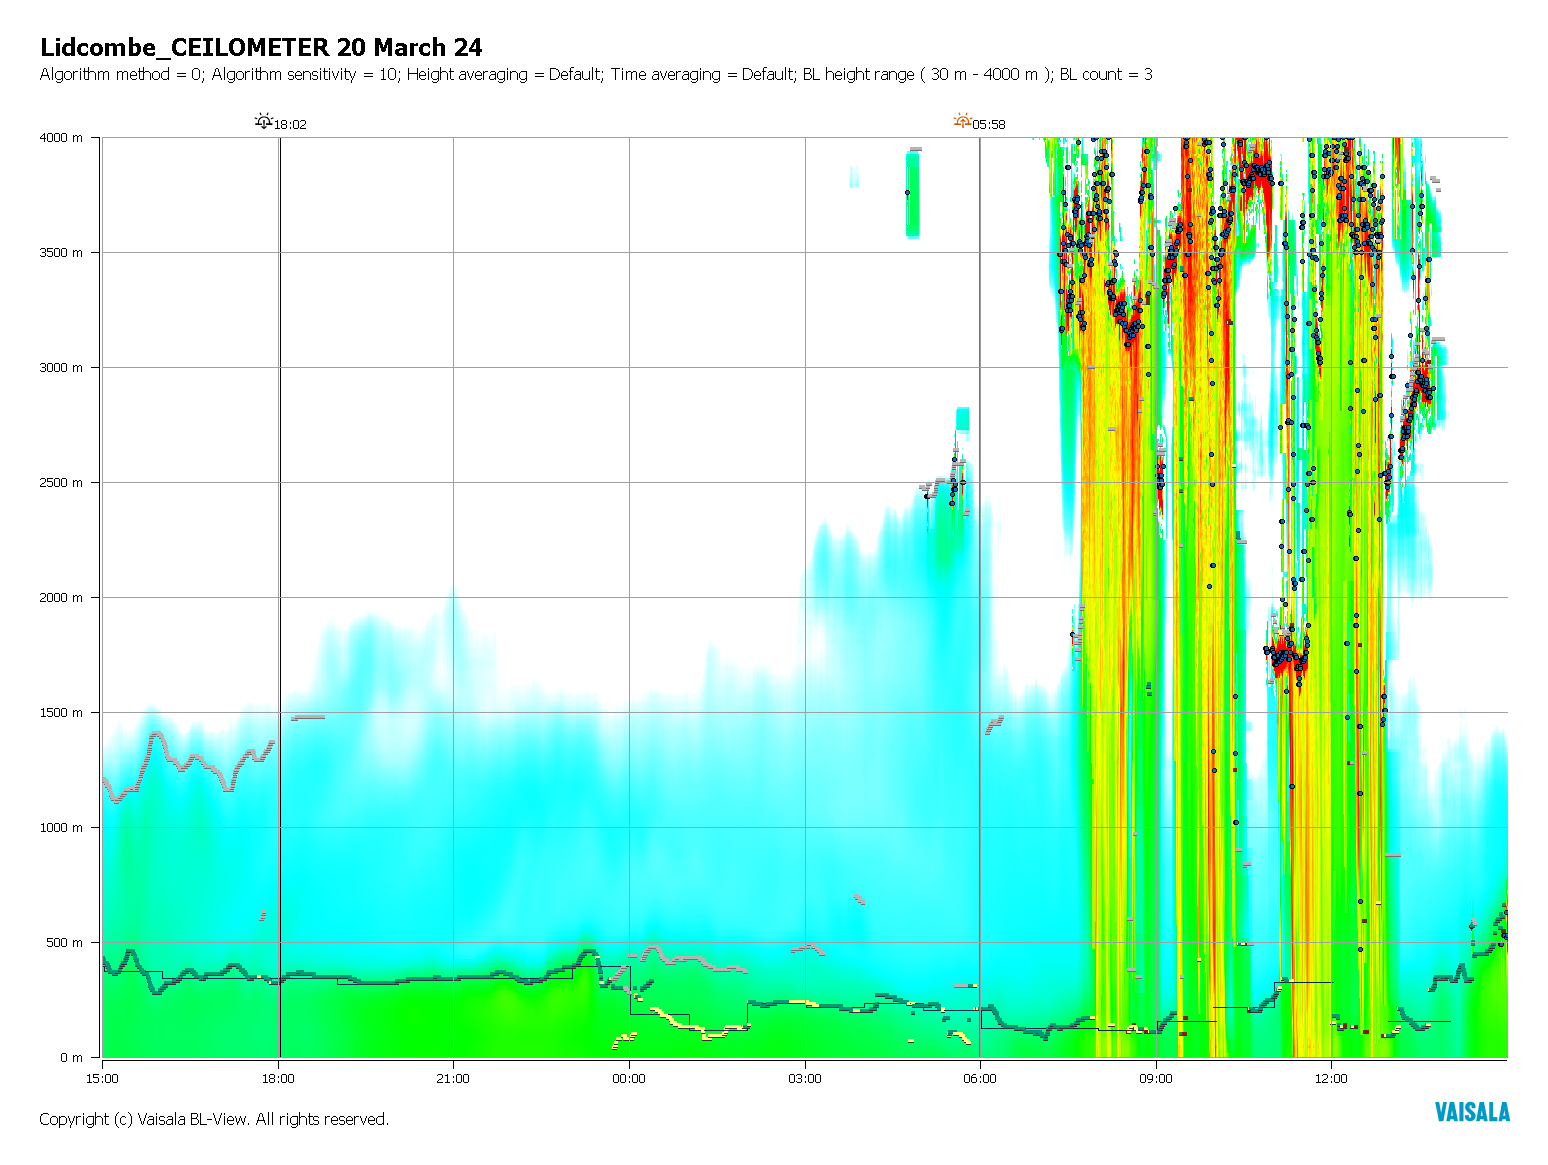 Lidcombe_CEILOMETER 20 March 24
Algorithm method = 0; Algorithm sensitivity = 10; Height averaging = Default; Time averaging = Default; BL height range ( 30 m - 4000 m ); BL count = 3
18:02 05:58
4000 m
3500 m
3000 m
2500 m
2000 m
1500 m
1000 m
500 m
0 m
15:00 18:00 21:00 00:00 03:00 06:00 09:00 12:00
Copyright (c) Vaisala BL-View. All rights reserved.
VAISALA